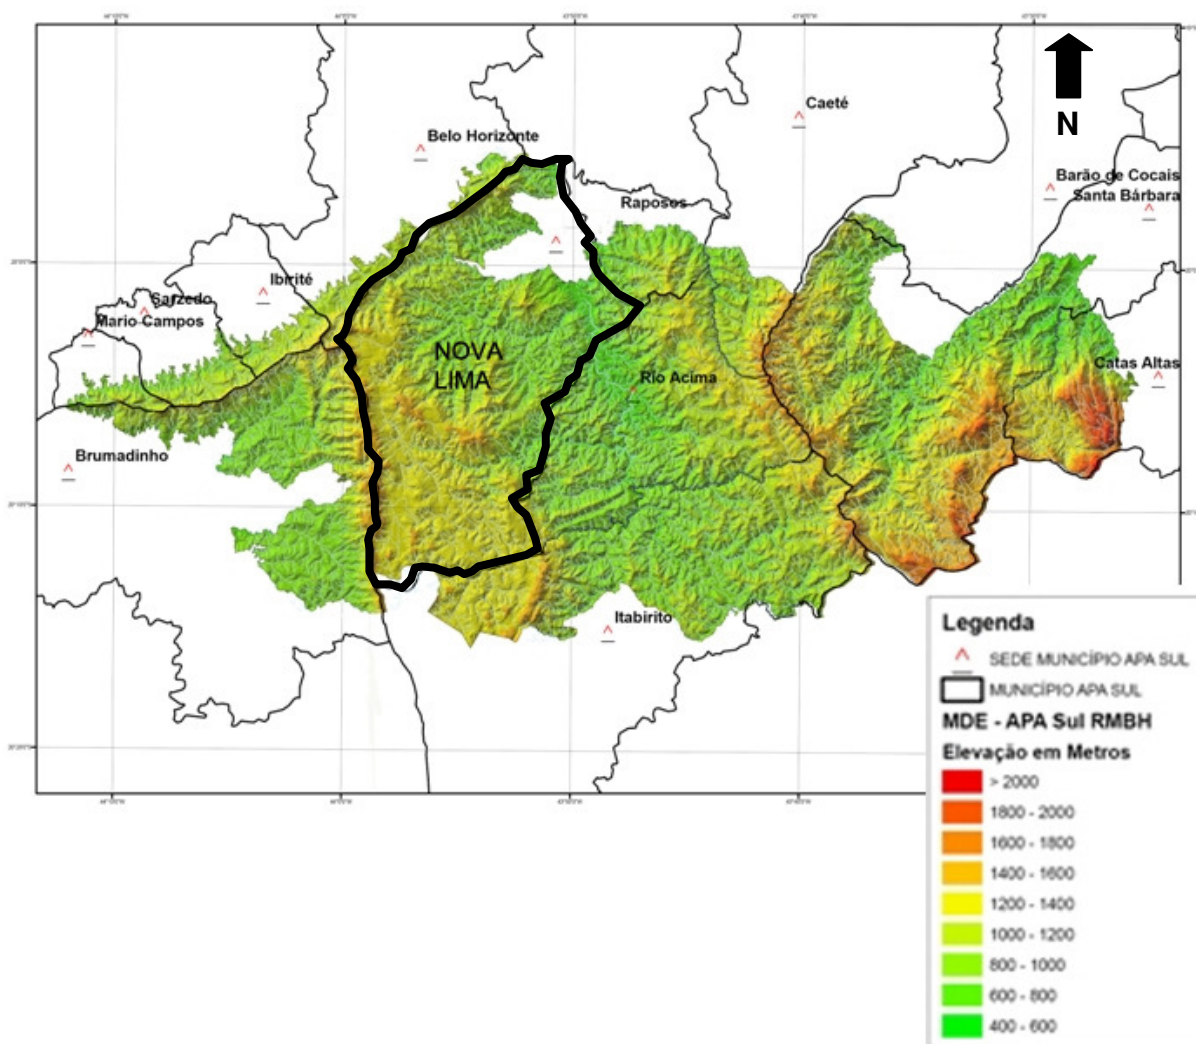 N
Caeté
Belo Horizonte
Barão de Cocais
Santa Bárbara
Raposos
Ibirité
Sarzedo
Mario Campos
NOVA
LIMA
Rio Acima
Catas Altas
Brumadinho
Itabirito
Legenda
SEDE MUNICÍPIO APA SUL
MUNICÍPIO APA SUL
MDE - APA Sul RMBH
Elevação em Metros
> 2000
1800 - 2000
1600 - 1800
1400 - 1600
1200 - 1400
1000 - 1200
800 - 1000
600 - 800
400 - 600